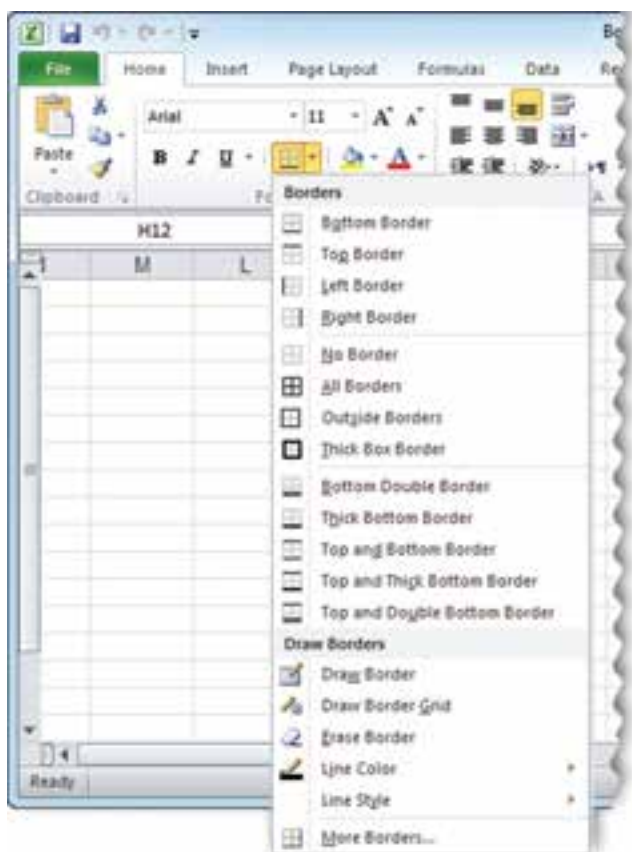 Bo
File Home Insert Page Layout Formulas Data Re
Arial 11 A A
Paste B I U A
Clipboard Fo A
H12
M L
Borders
Bottom Border
Top Border
Left Border
Right Border
No Border
All Borders
Outside Borders
Thick Box Border
Bottom Double Border
Thick Bottom Border
Top and Bottom Border
Top and Thick Bottom Border
Top and Double Bottom Border
Draw Borders
Draw Border
Draw Border Grid
Erase Border
Line Color
Line Style
More Borders...
Ready